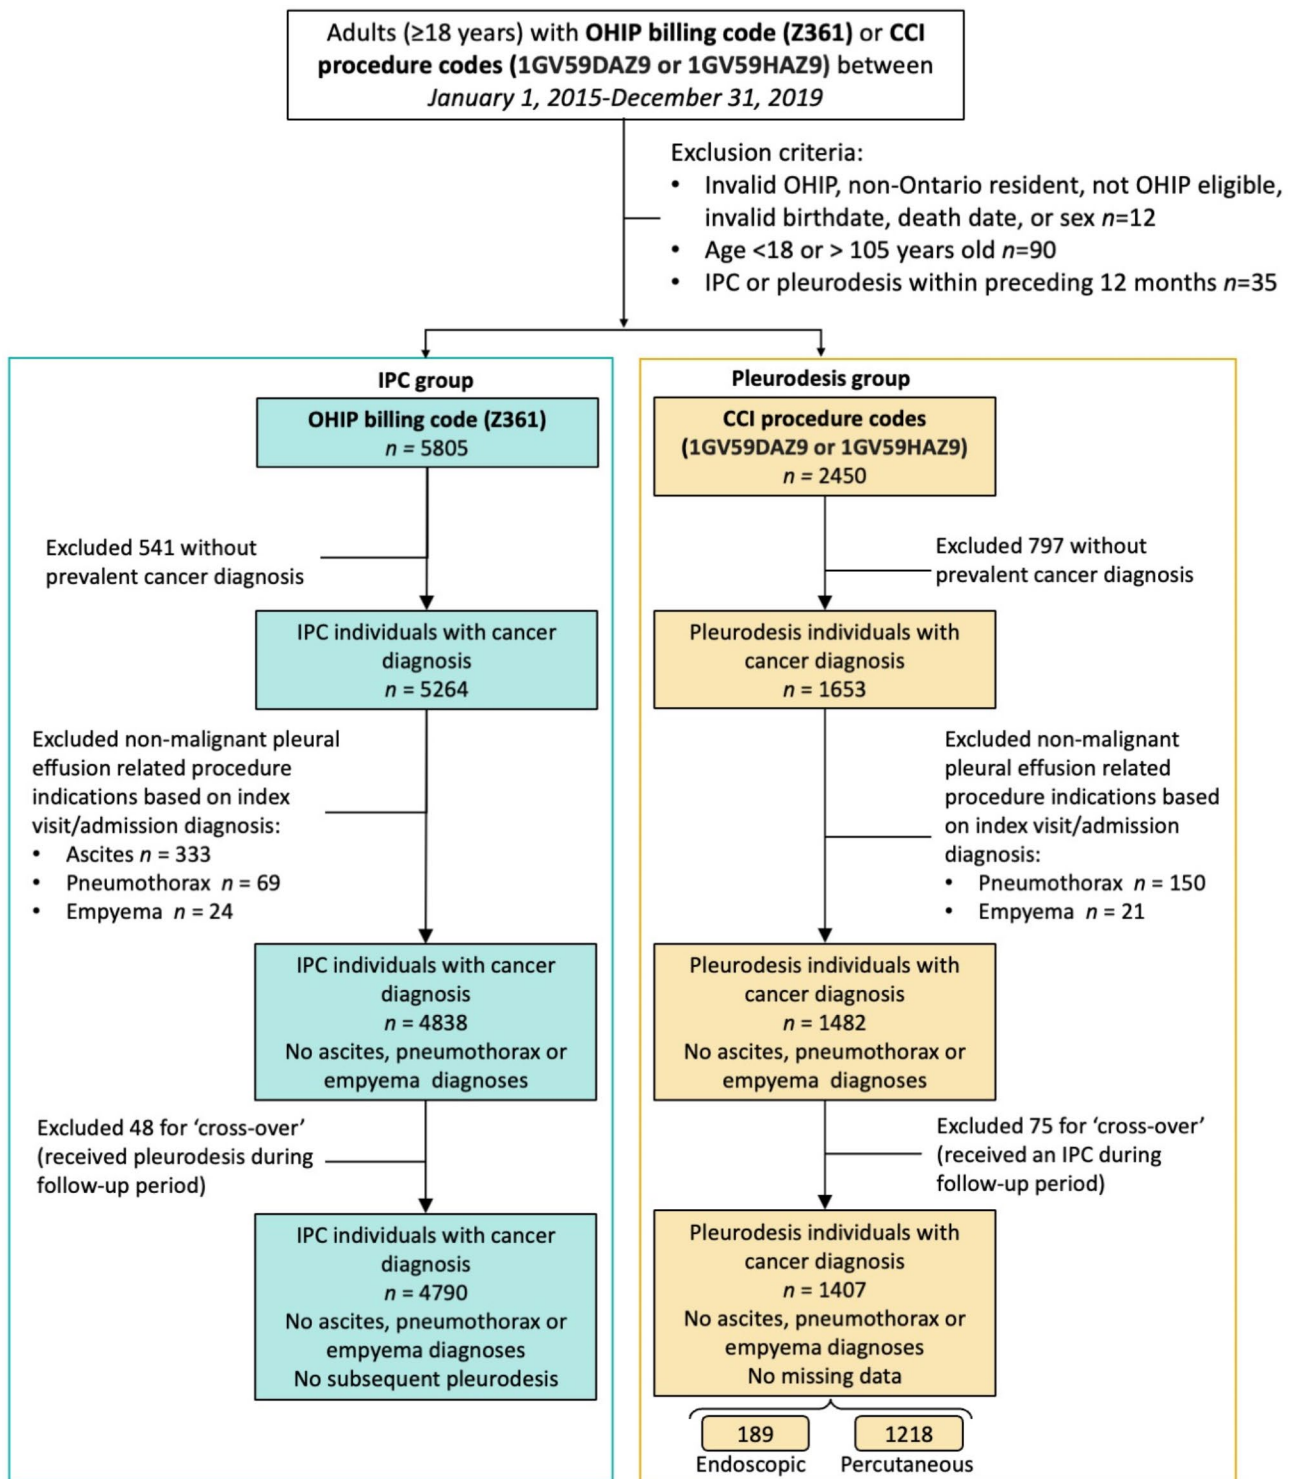 Adults (≥18 years) with OHIP billing code (Z361) or CCI
procedure codes (1GV59DAZ9 or 1GV59HAZ9) between
January 1, 2015-December 31, 2019
Exclusion criteria:
• Invalid OHIP, non-Ontario resident, not OHIP eligible,
invalid birthdate, death date, or sex n=12
• Age <18 or > 105 years old n=90
• IPC or pleurodesis within preceding 12 months n=35
IPC group
OHIP billing code (Z361)
n = 5805
Excluded 541 without
prevalent cancer diagnosis
IPC individuals with cancer
diagnosis
n = 5264
Excluded non-malignant pleural
effusion related procedure
indications based on index
visit/admission diagnosis:
• Ascites n = 333
• Pneumothorax n = 69
• Empyema n = 24
IPC individuals with cancer
diagnosis
n = 4838
No ascites, pneumothorax or
empyema diagnoses
Excluded 48 for ‘cross-over’
(received pleurodesis during
follow-up period)
IPC individuals with cancer
diagnosis
n = 4790
No ascites, pneumothorax or
empyema diagnoses
No subsequent pleurodesis
Pleurodesis group
CCI procedure codes
(1GV59DAZ9 or 1GV59HAZ9)
n = 2450
Excluded 797 without
prevalent cancer diagnosis
Pleurodesis individuals with
cancer diagnosis
n = 1653
Excluded non-malignant
pleural effusion related
procedure indications based
on index visit/admission
diagnosis:
• Pneumothorax n = 150
• Empyema n = 21
Pleurodesis individuals with
cancer diagnosis
n = 1482
No ascites, pneumothorax or
empyema diagnoses
Excluded 75 for ‘cross-over’
(received an IPC during
follow-up period)
Pleurodesis individuals with
cancer diagnosis
n = 1407
No ascites, pneumothorax or
empyema diagnoses
No missing data
189
Endoscopic
1218
Percutaneous